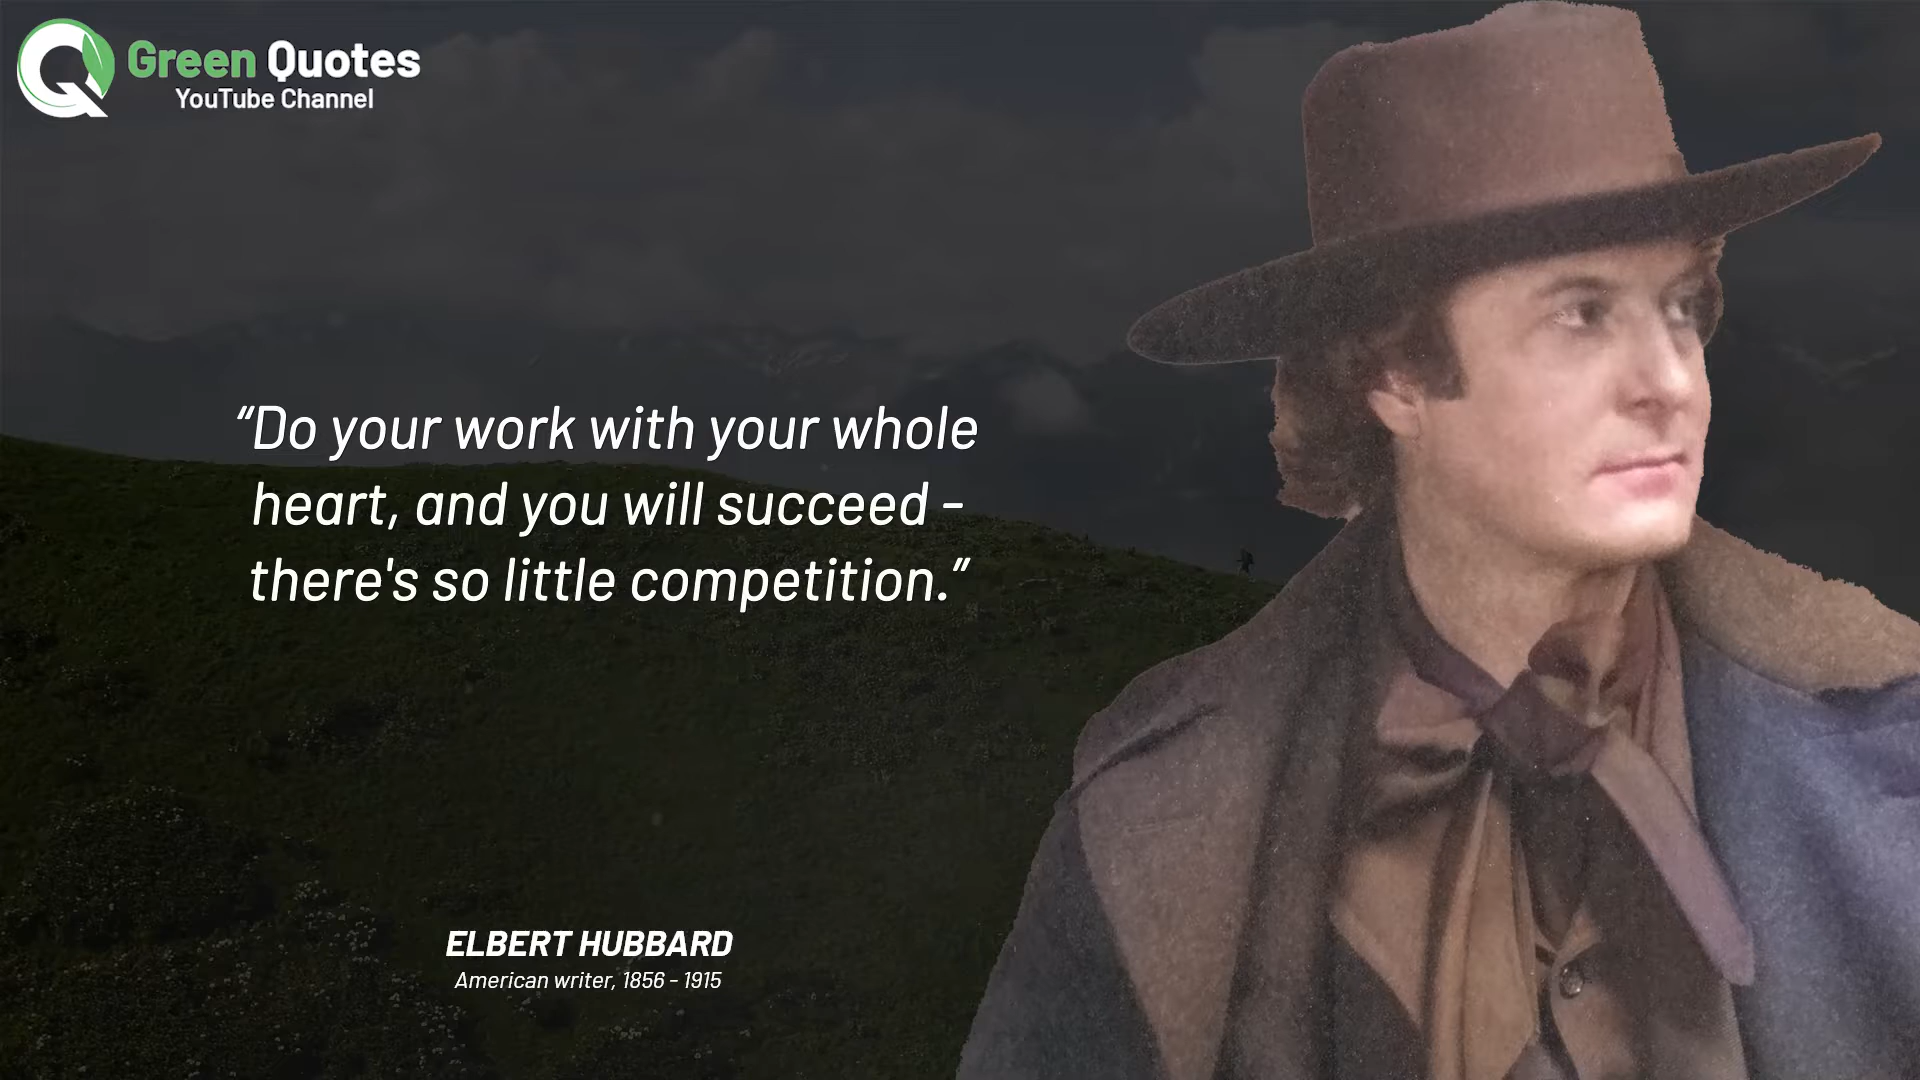 Green Quotes
YouTube Channel
“Do your work with your whole
heart, and you will succeed -
there's so little competition.”
ELBERT HUBBARD
American writer, 1856 - 1915